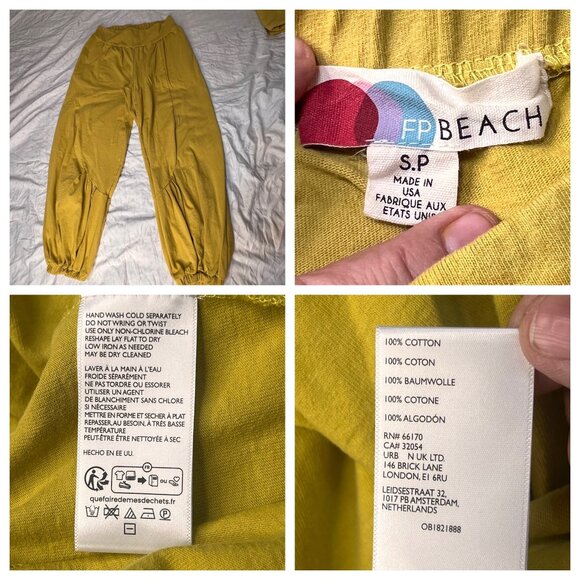 FP BEACH
S.P
MADE IN
USA
FABRIQUE AUX
ETATS UNIS
HAND WASH COLD SEPARATELY
DO NOT WRING OR TWIST
USE ONLY NON-CHLORINE BLEACH
RESHAPE LAY FLAT TO DRY
LOW IRON AS NEEDED
MAY BE DRY CLEANED
LAVER À LA MAIN À L'EAU
FROIDE SÉPARÉMENT
NE PAS TORDRE OU ESSORER
UTILISER UN AGENT
DE BLANCHIMENT SANS CHLORE
SI NÉCESSAIRE
METTRE EN FORME ET SÉCHER À PLAT
REPASSER, AU BESOIN, À TRÈS BASSE
TEMPÉRATURE
PEUT-ÊTRE ÊTRE NETTOYÉE À SEC
HECHO EN EE UU.
FR
quefairedemesdechets.fr
P
100% COTTON
100% COTON
100% BAUMWOLLE
100% COTONE
100% ALGODÓN
RN# 66170
CA# 32054
URB N UK LTD.
146 BRICK LANE
LONDON, E1 6RU
LEIDSESTRAAT 32,
1017 PB AMSTERDAM,
NETHERLANDS
OB1821888